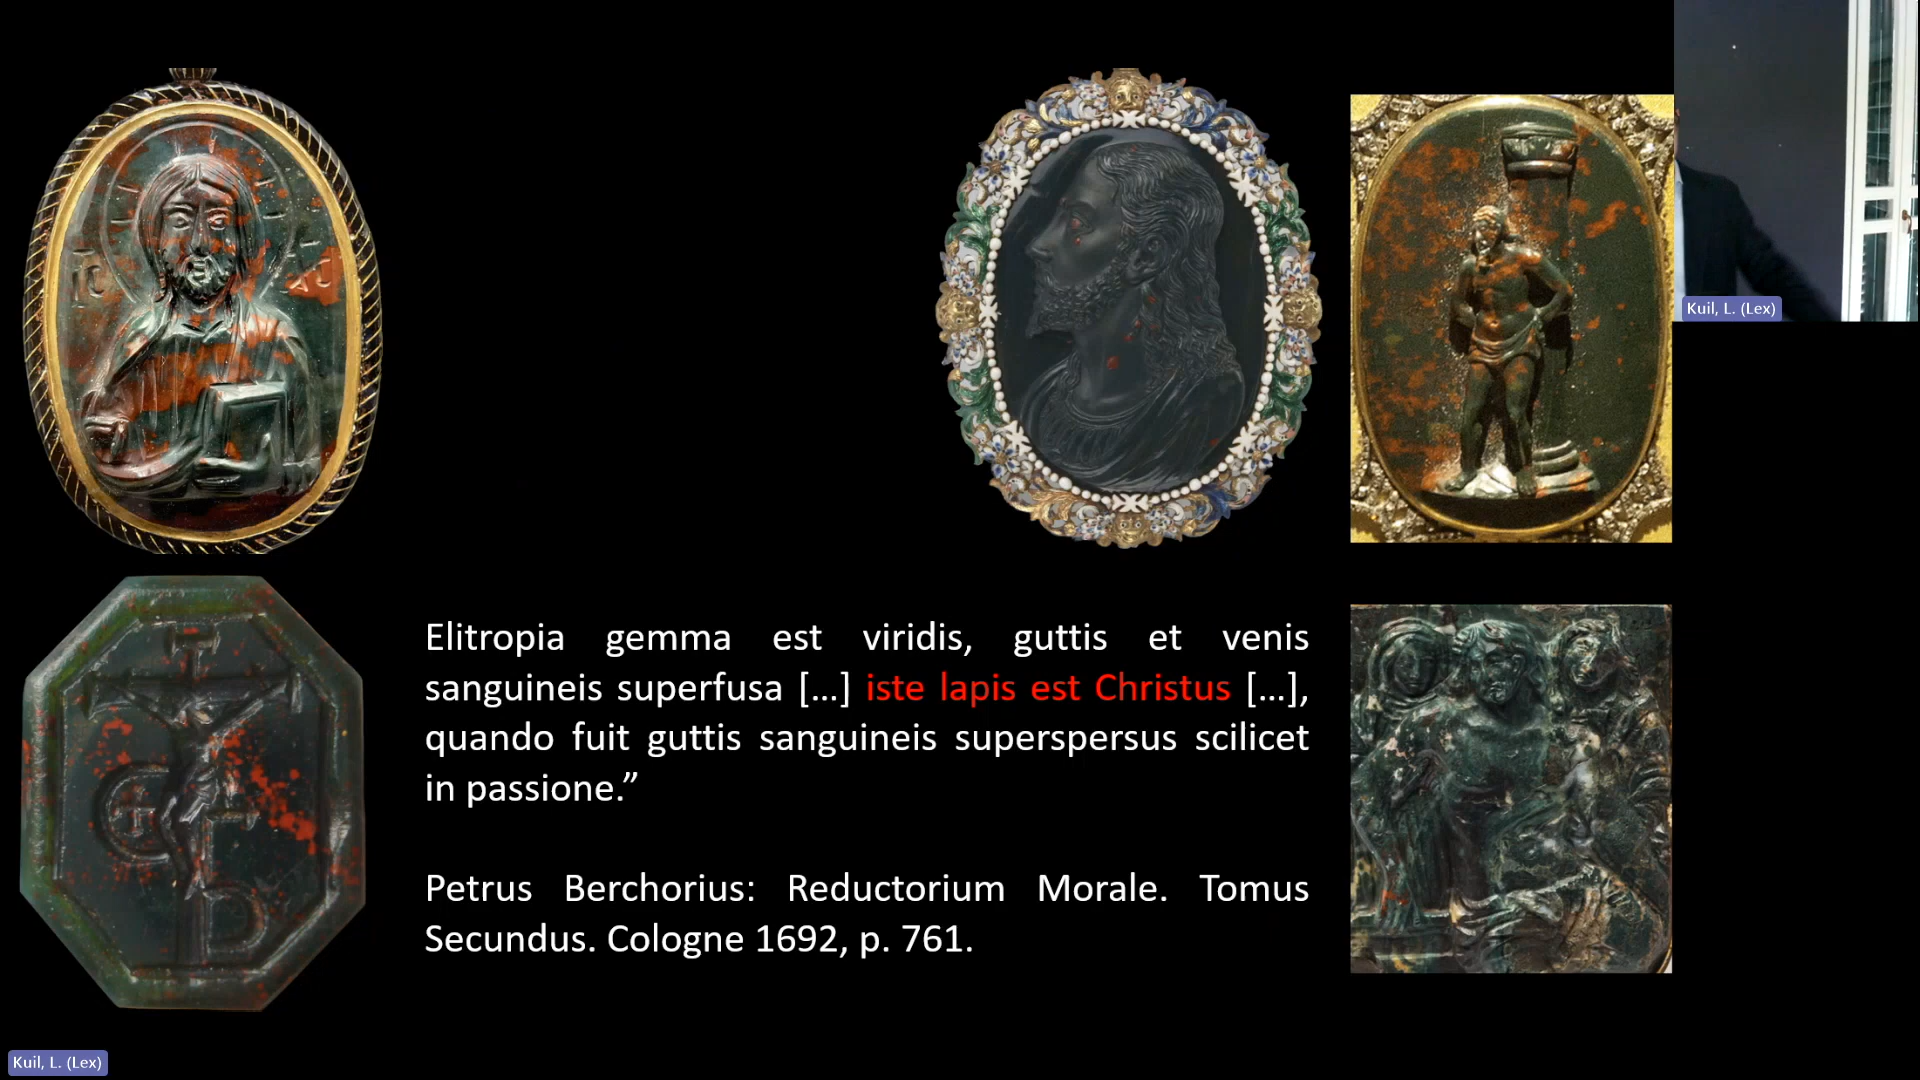 Kuil, L. (Lex)
Elitropia gemma est viridis, guttis et venis
sanguineis superfusa [...] iste lapis est Christus [...],
quando fuit guttis sanguineis superspersus scilicet
in passione.”
Petrus Berchorius: Reductorium Morale. Tomus
Secundus. Cologne 1692, p. 761.
Kuil, L. (Lex)